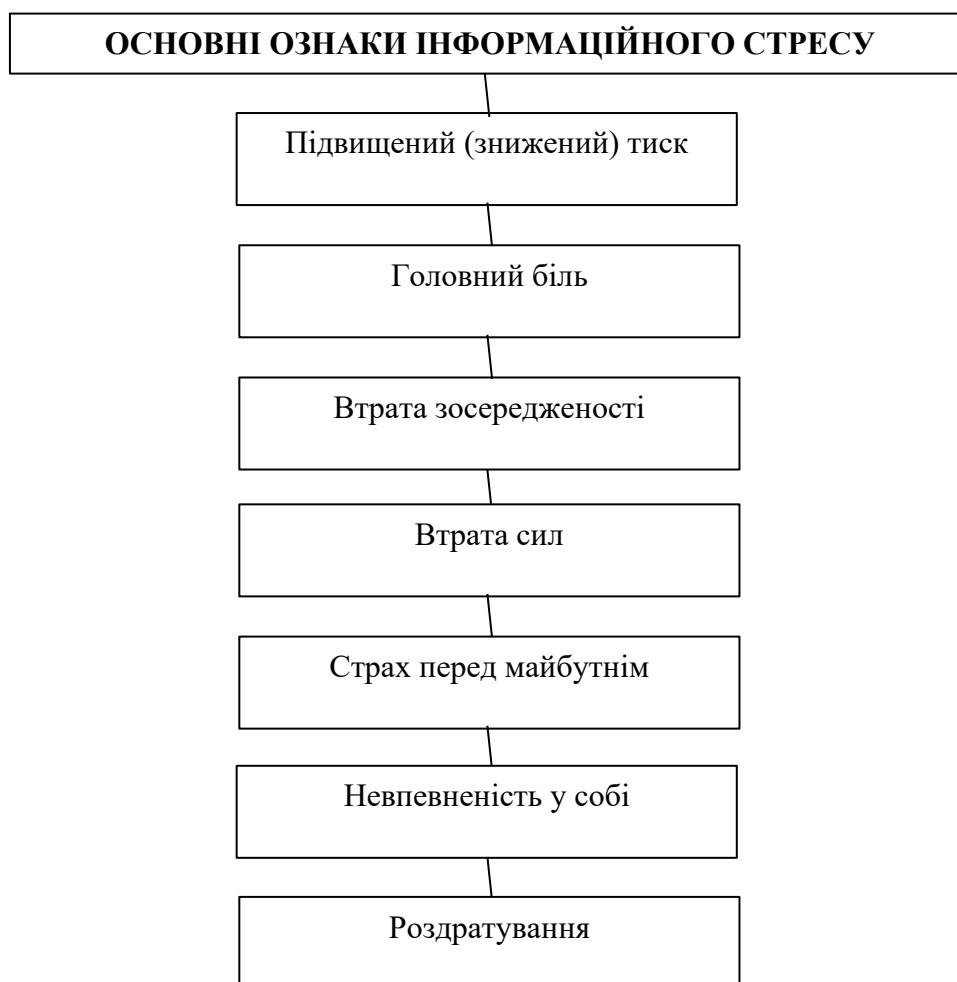 ОСНОВНІ ОЗНАКИ ІНФОРМАЦІЙНОГО СТРЕСУ
Підвищений (знижений) тиск
Головний біль
Втрата зосередженості
Втрата сил
Страх перед майбутнім
Невпевненість у собі
Роздратування